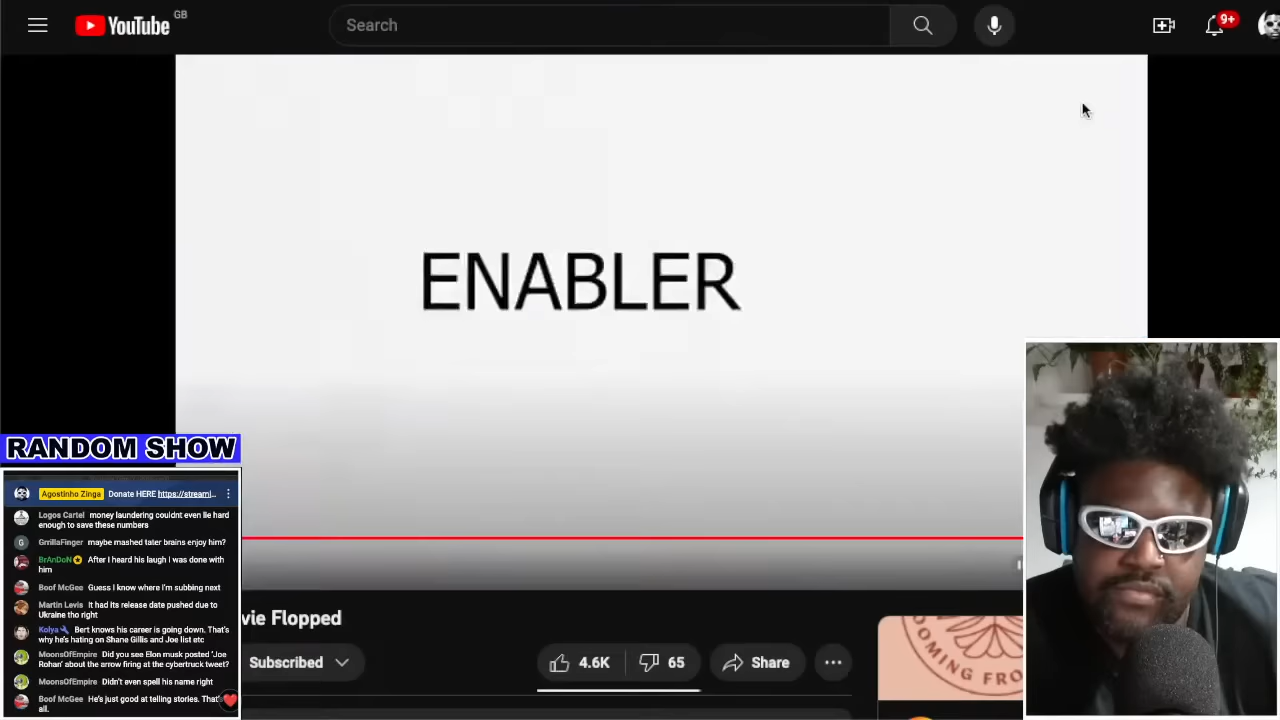 YouTube GB
Search
9+
ENABLER
RANDOM SHOW
Agostinho Zinga Donate HERE https://streaml...
Logos Cartel money laundering couldnt even lie hard
enough to save these numbers
G
GrrillaFinger maybe mashed tater brains enjoy him?
BrAnDoN After I heard his laugh I was done with
him
Boof McGee Guess I know where I'm subbing next
Martin Levis It had its release date pushed due to
Ukraine tho right
Kolya Bert knows his career is going down. That's
why he's hating on Shane Gillis and Joe list etc
MoonsOfEmpire Did you see Elon musk posted 'Joe
Rohan' about the arrow firing at the cybertruck tweet?
MoonsOfEmpire Didn't even spell his name right
Boof McGee He's just good at telling stories. That's
all.
vie Flopped
Subscribed
4.6K
65
Share
OOMING FRO